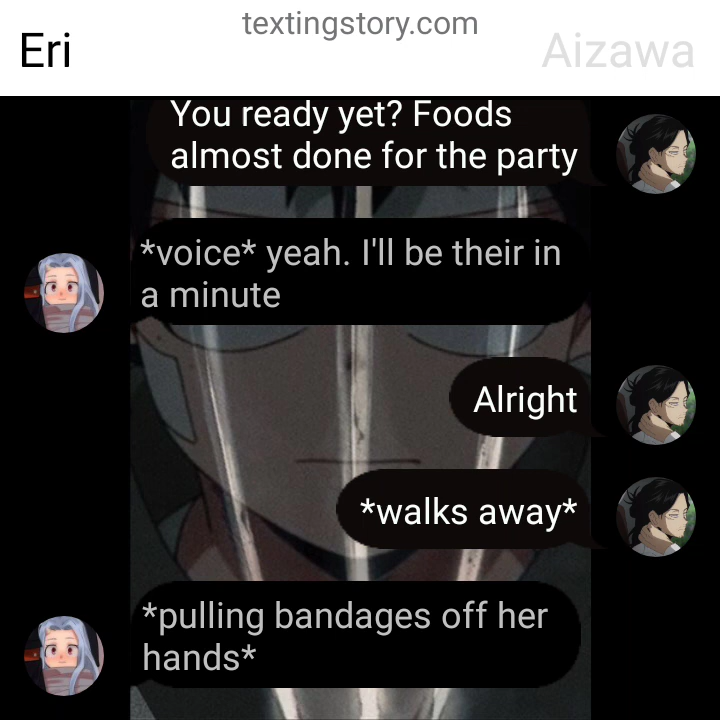 textingstory.com
Eri
Aizawa
You ready yet? Foods
almost done for the party
*voice* yeah. I'll be their in
a minute
Alright
*walks away*
*pulling bandages off her
hands*